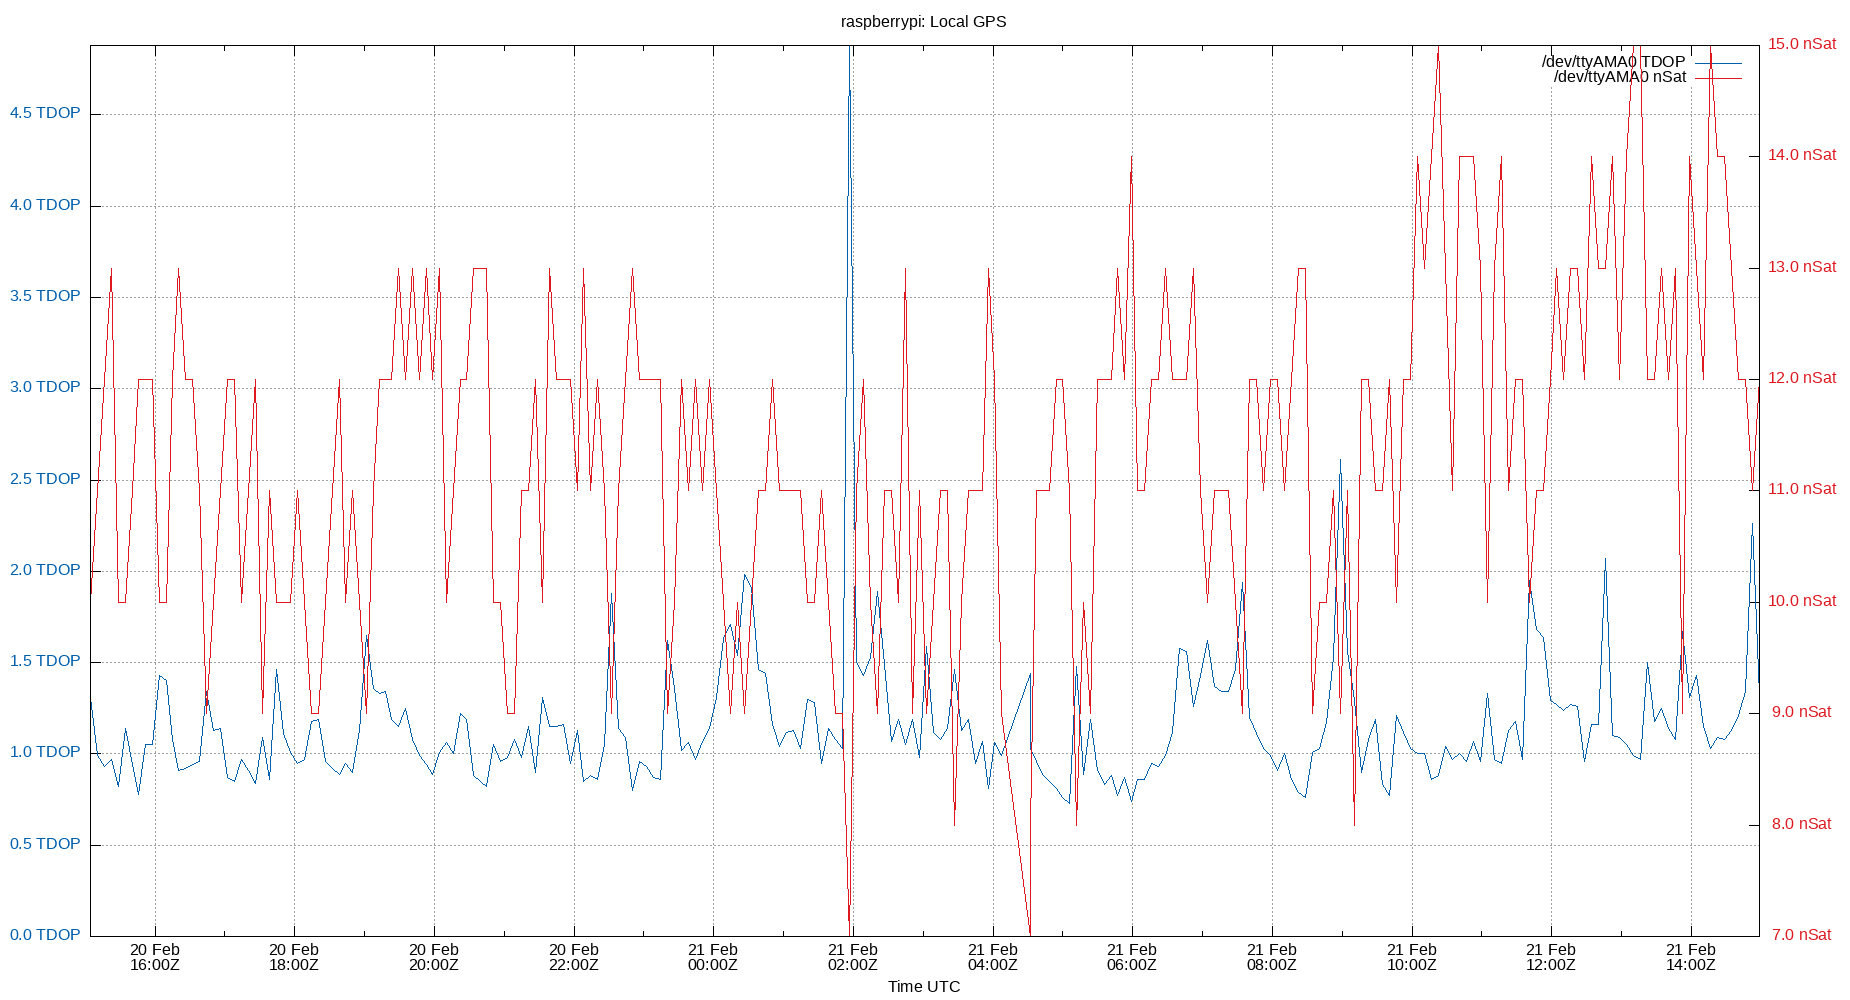 raspberrypi: Local GPS
15.0 nSat
/dev/ttyAMA0 TDOP
/dev/ttyAMA0 nSat
4.5 TDOP
14.0 nSat
4.0 TDOP
13.0 nSat
3.5 TDOP
3.0 TDOP
12.0 nSat
2.5 TDOP
11.0 nSat
2.0 TDOP
10.0 nSat
1.5 TDOP
9.0 nSat
1.0 TDOP
8.0 nSat
0.5 TDOP
0.0 TDOP
7.0 nSat
20 Feb 20 Feb 20 Feb 20 Feb 21 Feb 21 Feb 21 Feb 21 Feb 21 Feb 21 Feb 21 Feb 21 Feb
16:00Z 18:00Z 20:00Z 22:00Z 00:00Z 02:00Z 04:00Z 06:00Z 08:00Z 10:00Z 12:00Z 14:00Z
Time UTC